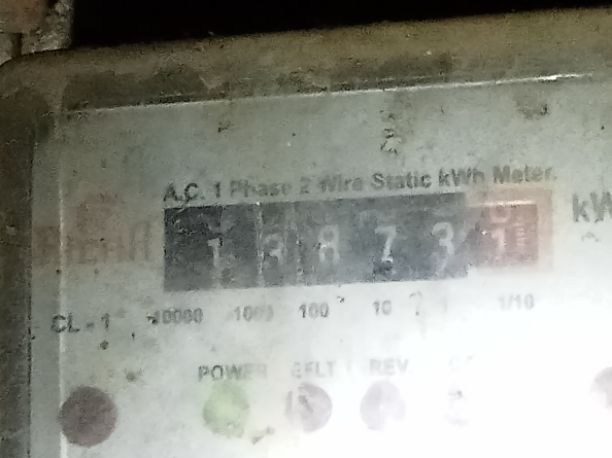 A.C. 1 Phase 2 Wire Static kWh Meter.
1 3 8 7 3 1
10000 1000 100 10 1 1/10
CL - 1
POWER EFLT REV